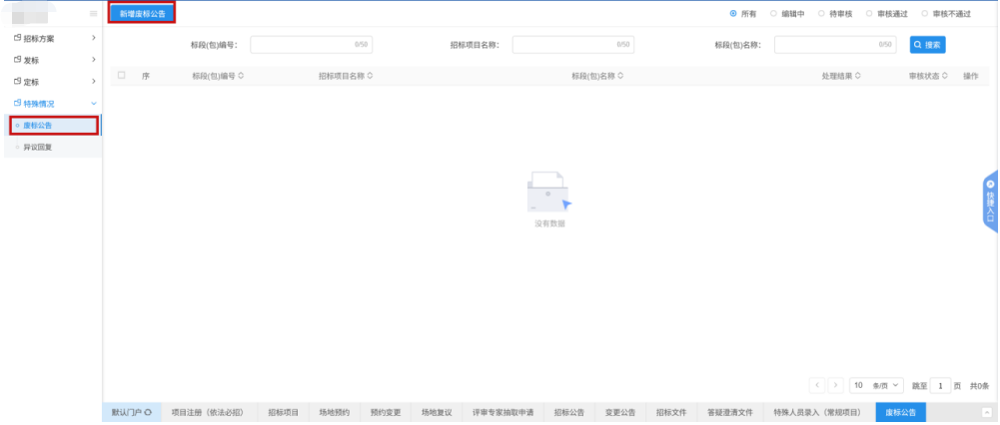 新增废标公告
所有 编辑中 待审核 审核通过 审核不通过
招标方案
发标
定标
特殊情况
废标公告
异议回复
标段(包)编号: 0/50 招标项目名称: 0/50 标段(包)名称: 0/50 搜索
序 标段(包)编号 招标项目名称 标段(包)名称 处理结果 审核状态 操作
没有数据
快捷入口
10 条/页 跳至 1 页 共0条
默认门户 项目注册（依法必招） 招标项目 场地预约 预约变更 场地复议 评审专家抽取申请 招标公告 变更公告 招标文件 答疑澄清文件 特殊人员录入（常规项目） 废标公告